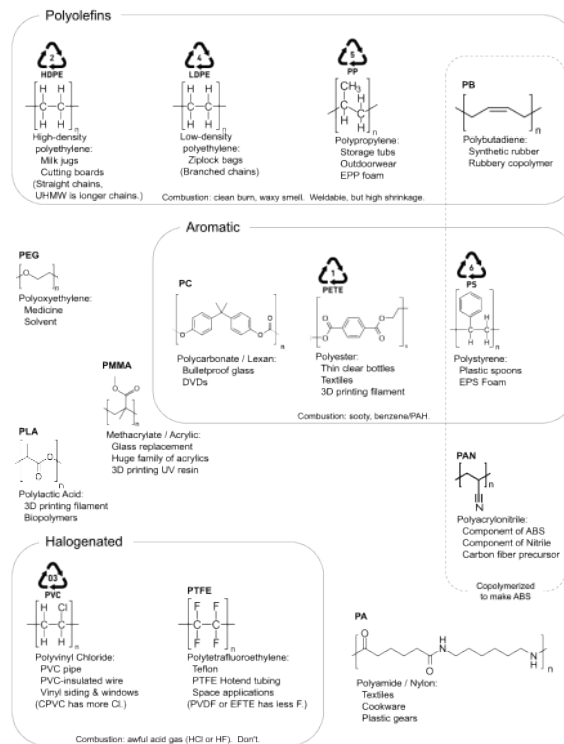 Polyolefins
2
HDPE
H H
C C
H H
n
High-density
polyethylene:
Milk jugs
Cutting boards
(Straight chains,
UHMW is longer chains.)
4
LDPE
H H
C C
H H
n
Low-density
polyethylene:
Ziplock bags
(Branched chains)
5
PP
CH3
H
C C
H H
n
Polypropylene:
Storage tubs
Outdoorwear
EPP foam
PB
n
Polybutadiene:
Synthetic rubber
Rubbery copolymer
Combustion: clean burn, waxy smell. Weldable, but high shrinkage.
Aromatic
PEG
O
n
Polyoxyethylene:
Medicine
Solvent
PC
O
O
O
n
Polycarbonate / Lexan:
Bulletproof glass
DVDs
1
PETE
O
O
O
O
n
Polyester:
Thin clear bottles
Textiles
3D printing filament
6
PS
C C
H H
H
n
Polystyrene:
Plastic spoons
EPS Foam
Combustion: sooty, benzene/PAH.
PMMA
O
O
n
Methacrylate / Acrylic:
Glass replacement
Huge family of acrylics
3D printing UV resin
PLA
O
O
n
Polylactic Acid:
3D printing filament
Biopolymers
PAN
n
N
Polyacrylonitrile:
Component of ABS
Component of Nitrile
Carbon fiber precursor
Copolymerized
to make ABS
Halogenated
03
PVC
H Cl
C C
H H
n
Polyvinyl Chloride:
PVC pipe
PVC-insulated wire
Vinyl siding & windows
(CPVC has more Cl.)
PTFE
F F
C C
F F
n
Polytetrafluoroethylene:
Teflon
PTFE Hotend tubing
Space applications
(PVDF or EFTE has less F.)
Combustion: awful acid gas (HCl or HF). Don't.
PA
O
H
N
O
N
H
n
Polyamide / Nylon:
Textiles
Cookware
Plastic gears